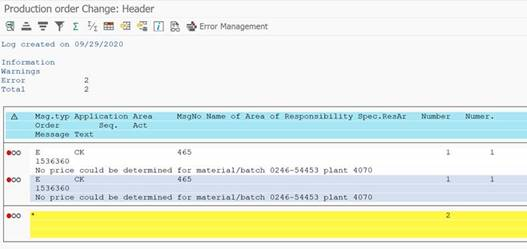 Production order Change: Header
Error Management
Log created on 09/29/2020
Information
Warnings
Error 2
Total 2
Msg.typ Application Area MsgNo Name of Area of Responsibility Spec.ResAr Number Numer.
Order Seq. Act
Message Text
E CK 465 1 1
1536360
No price could be determined for material/batch 0246-54453 plant 4070
E CK 465 1 1
1536360
No price could be determined for material/batch 0246-54453 plant 4070
* 2